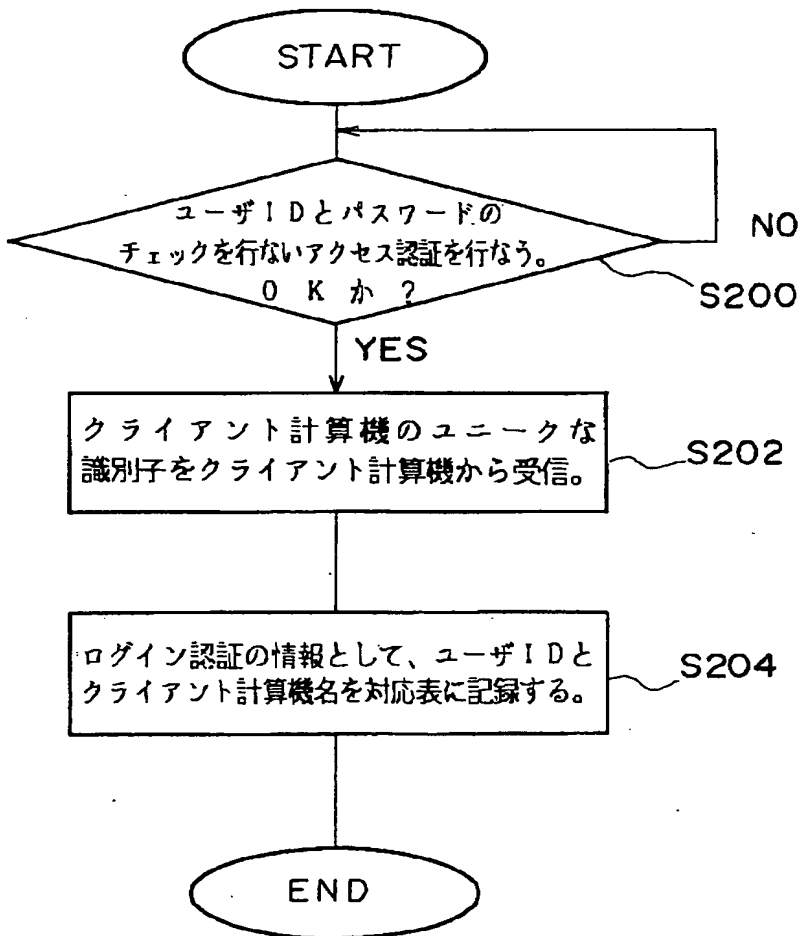 START
ユーザIDとパスワードの
チェックを行ないアクセス認証を行なう。
OKか?
NO
S200
YES
クライアント計算機のユニークな
識別子をクライアント計算機から受信。
S202
ログイン認証の情報として、ユーザIDと
クライアント計算機名を対応表に記録する。
S204
END